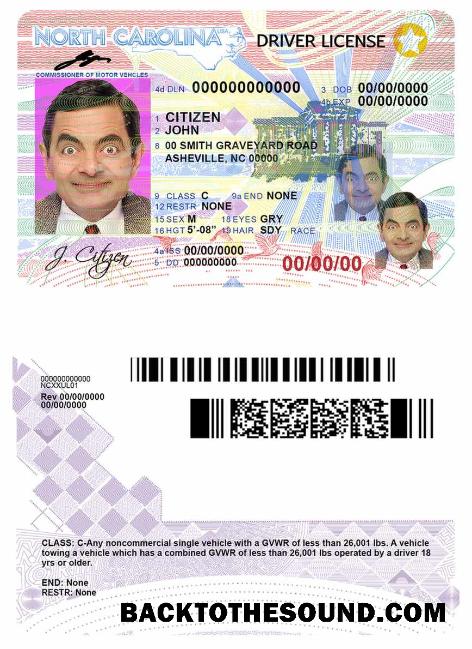 NORTH CAROLINA USA DRIVER LICENSE
COMMISSIONER OF MOTOR VEHICLES
4d DLN 000000000000 3 DOB 00/00/0000
4b EXP 00/00/0000
1 CITIZEN
2 JOHN
8 00 SMITH GRAVEYARD ROAD
ASHEVILLE, NC 00000
9 CLASS C 9a END NONE
12 RESTR NONE
15 SEX M 18 EYES GRY
16 HGT 5'-08" 19 HAIR SDY RACE
J. Citizen
4a ISS 00/00/0000
5 DD 0000000000
00/00/00
000000000000
NCXXUL01
Rev 00/00/0000
00/00/0000
CLASS: C-Any noncommercial single vehicle with a GVWR of less than 26,001 lbs. A vehicle
towing a vehicle which has a combined GVWR of less than 26,001 lbs operated by a driver 18
yrs or older.
END: None
RESTR: None
BACKTOTHESOUND.COM